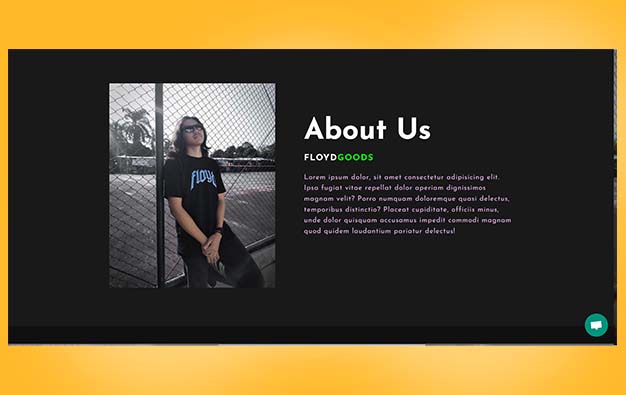 floyd
About Us
FLOYDGOODS
Lorem ipsum dolor, sit amet consectetur adipisicing elit.
Ipsa fugiat vitae repellat dolor aperiam dignissimos
magnam velit? Porro numquam doloremque quasi delectus,
temporibus distinctio? Placeat cupiditate, officiis minus,
unde dolor quisquam accusamus impedit commodi magnam
quod quidem laudantium pariatur delectus!